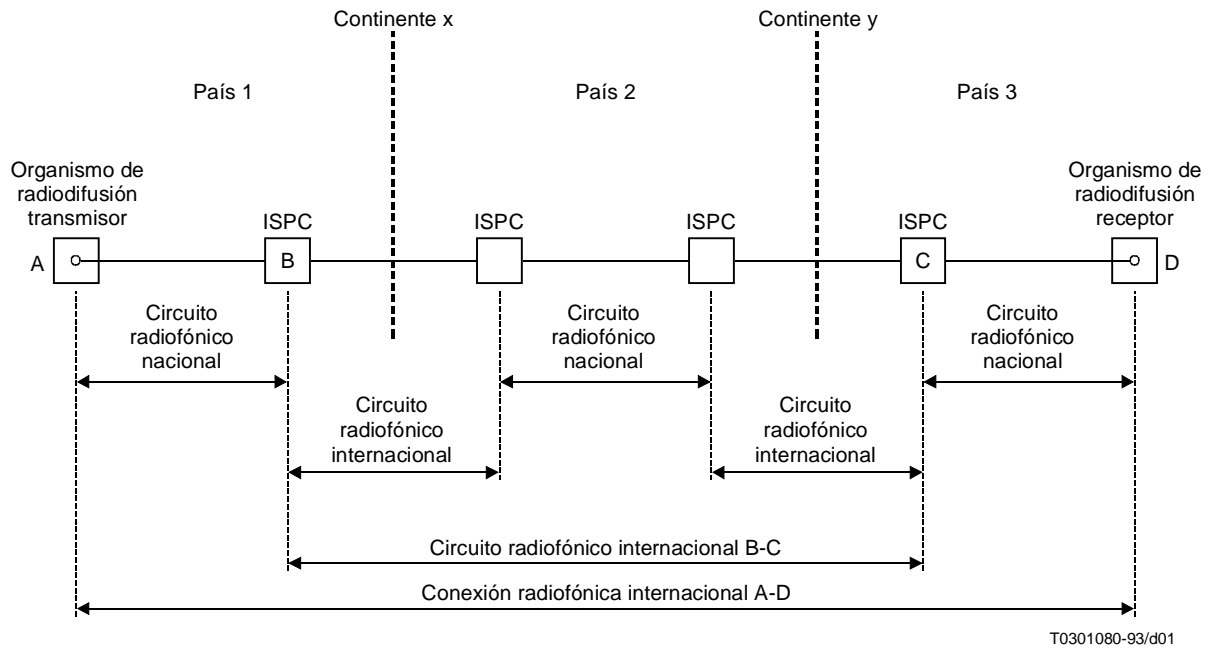 Continente x
Continente y
País 1
País 2
País 3
Organismo de
radiodifusión
transmisor
Organismo de
radiodifusión
receptor
ISPC
ISPC
ISPC
ISPC
A
B
C
D
Circuito
radiofónico
nacional
Circuito
radiofónico
nacional
Circuito
radiofónico
nacional
Circuito
radiofónico
internacional
Circuito
radiofónico
internacional
Circuito radiofónico internacional B-C
Conexión radiofónica internacional A-D
T0301080-93/d01